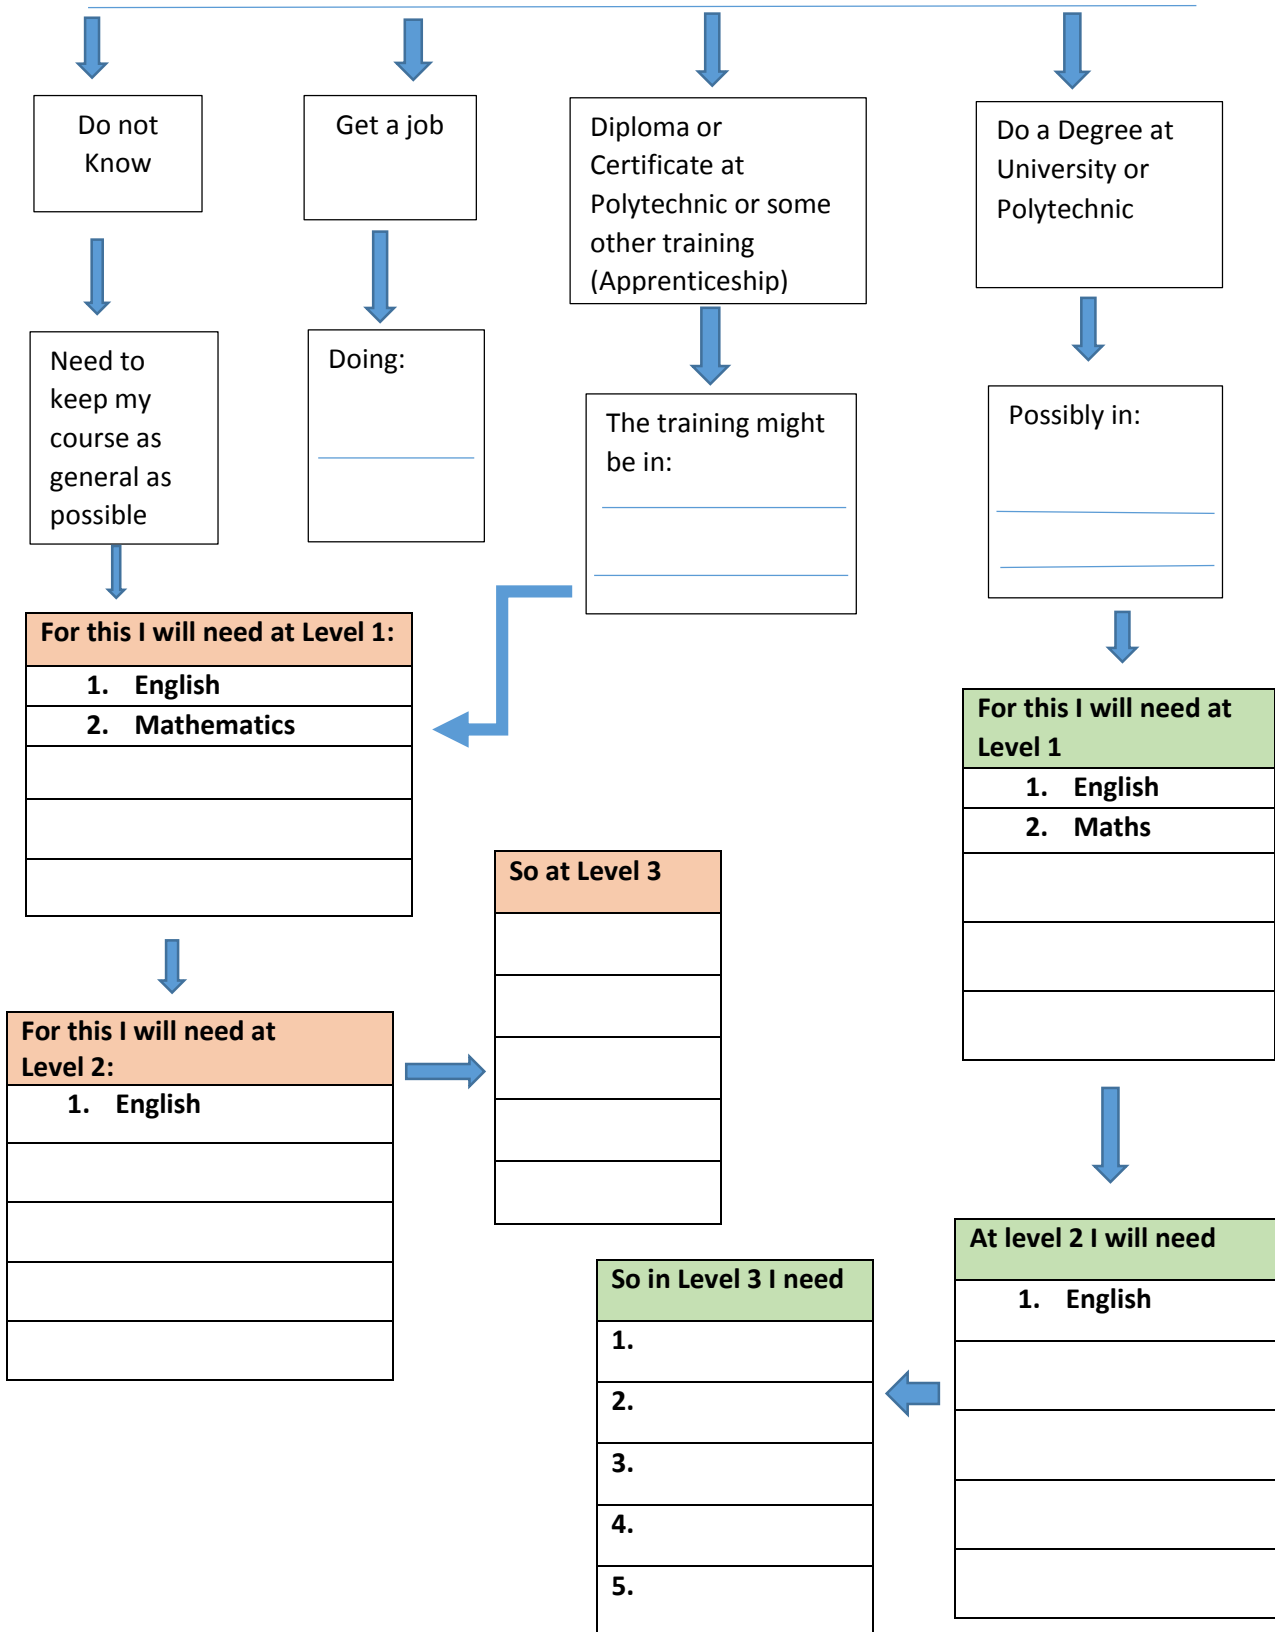 Do not
Know
Get a job
Diploma or
Certificate at
Polytechnic or some
other training
(Apprenticeship)
Do a Degree at
University or
Polytechnic
Need to
keep my
course as
general as
possible
Doing:
The training might
be in:
Possibly in:
For this I will need at Level 1:
1. English
2. Mathematics
For this I will need at
Level 1
1. English
2. Maths
So at Level 3
For this I will need at
Level 2:
1. English
At level 2 I will need
1. English
So in Level 3 I need
1.
2.
3.
4.
5.